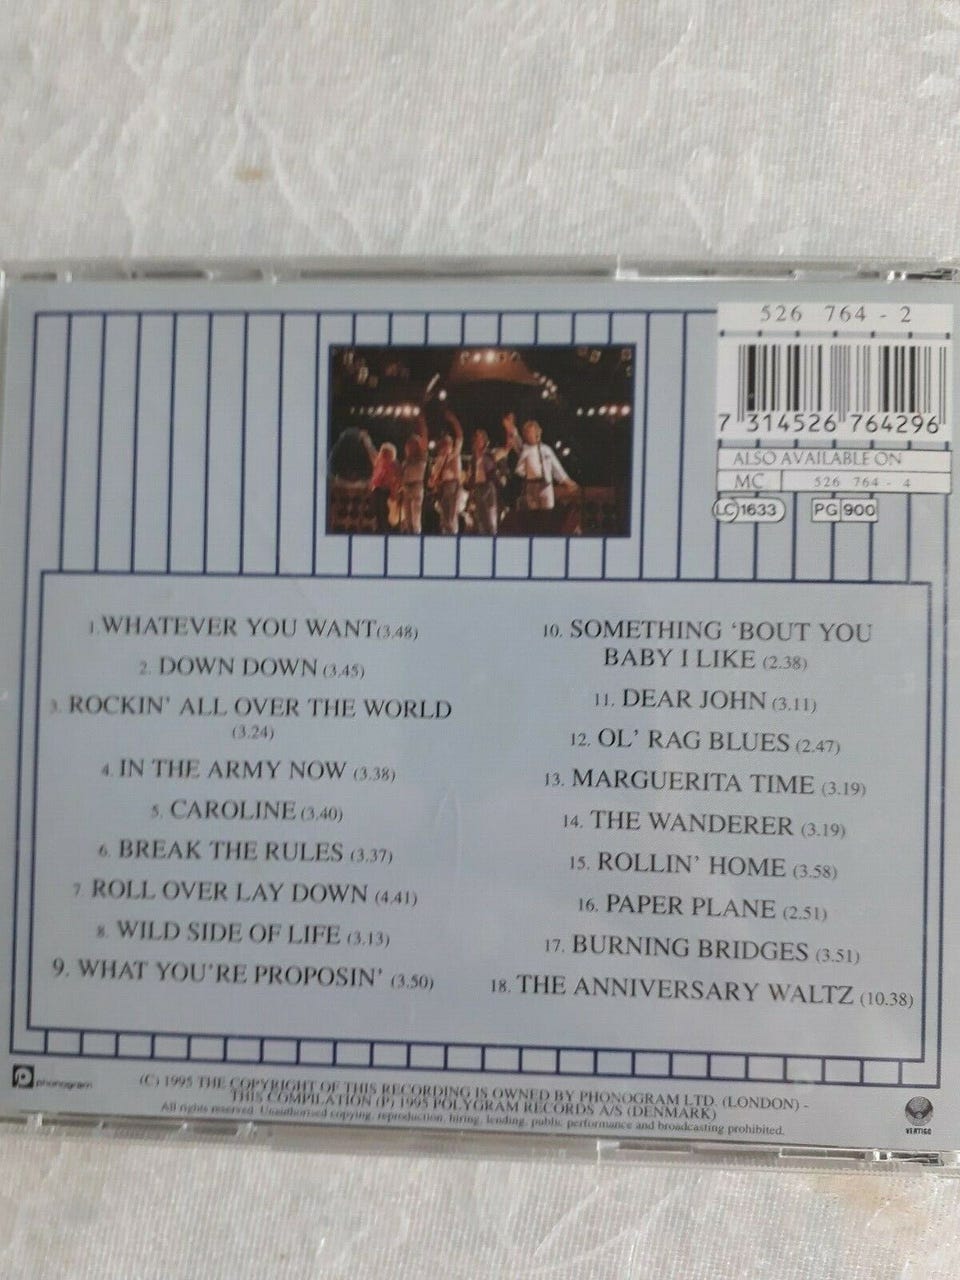 526 764 - 2
7 314526 764296
ALSO AVAILABLE ON
MC 526 764 - 4
LC 1633 PG 900
1. WHATEVER YOU WANT (3.48)
2. DOWN DOWN (3.45)
3. ROCKIN' ALL OVER THE WORLD
(3.24)
4. IN THE ARMY NOW (3.38)
5. CAROLINE (3.40)
6. BREAK THE RULES (3.37)
7. ROLL OVER LAY DOWN (4.41)
8. WILD SIDE OF LIFE (3.13)
9. WHAT YOU'RE PROPOSIN' (3.50)
10. SOMETHING 'BOUT YOU
BABY I LIKE (2.38)
11. DEAR JOHN (3.11)
12. OL' RAG BLUES (2.47)
13. MARGUERITA TIME (3.19)
14. THE WANDERER (3.19)
15. ROLLIN' HOME (3.58)
16. PAPER PLANE (2.51)
17. BURNING BRIDGES (3.51)
18. THE ANNIVERSARY WALTZ (10.38)
phonogram
(C) 1995 THE COPYRIGHT OF THIS RECORDING IS OWNED BY PHONOGRAM LTD. (LONDOON) -
THIS COMPILATION (P) 1995 POLYGRAM RECORDS A/S (DENMARK)
All rights reserved. Unauthorised copying, reproduction, hiring, lending, public performance and broadcasting prohibited.
VERTIGO